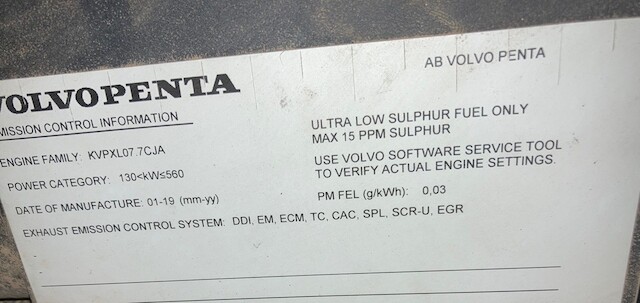 VOLVO PENTA
AB VOLVO PENTA
EMISSION CONTROL INFORMATION
ENGINE FAMILY: KVPXL07.7CJA
POWER CATEGORY: 130<kW≤560
DATE OF MANUFACTURE: 01-19 (mm-yy)
ULTRA LOW SULPHUR FUEL ONLY
MAX 15 PPM SULPHUR
USE VOLVO SOFTWARE SERVICE TOOL
TO VERIFY ACTUAL ENGINE SETTINGS.
PM FEL (g/kWh): 0,03
EXHAUST EMISSION CONTROL SYSTEM: DDI, EM, ECM, TC, CAC, SPL, SCR-U, EGR